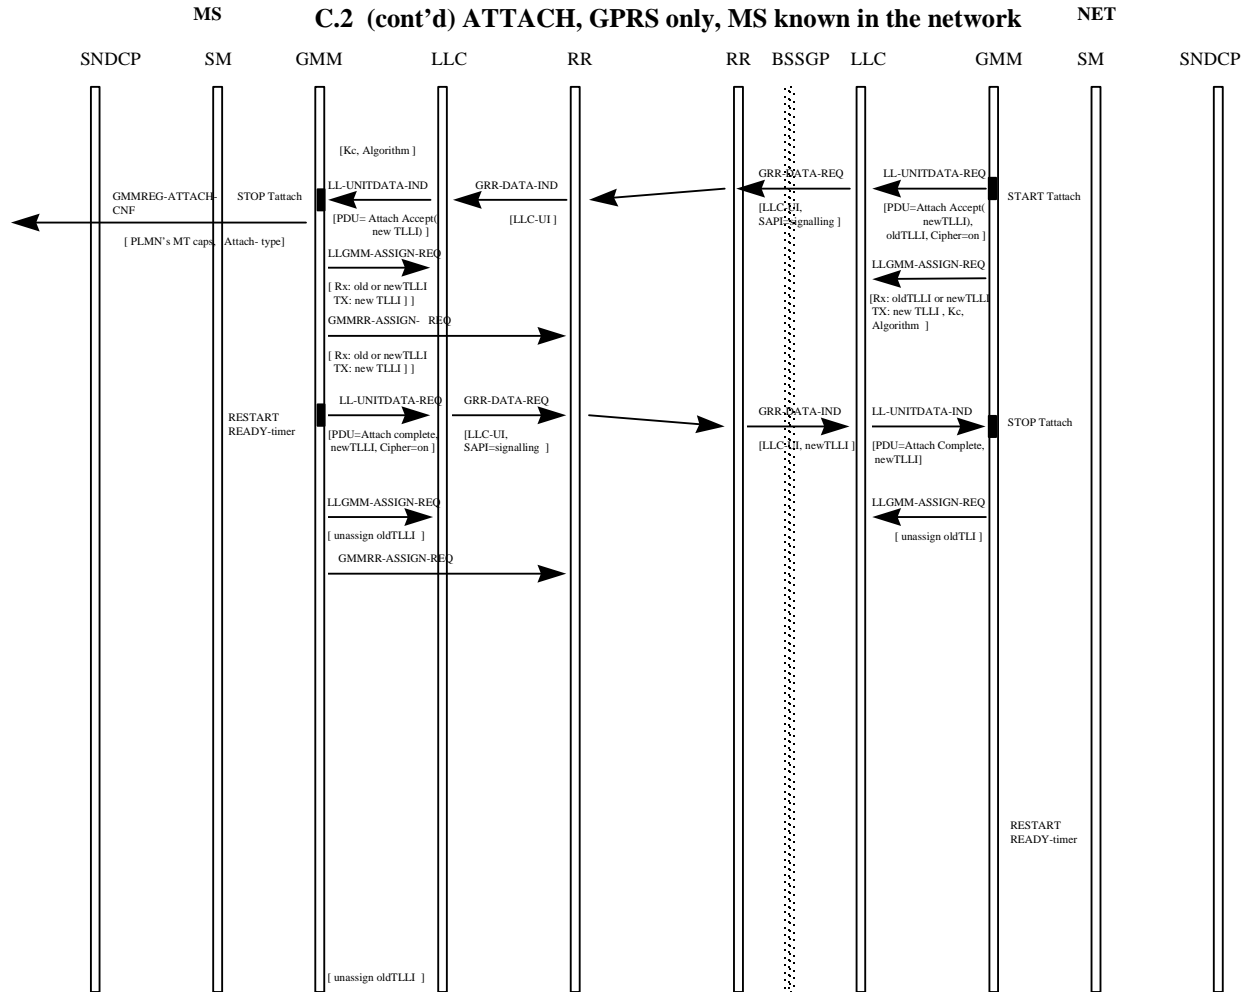 MS C.2 (cont'd) ATTACH, GPRS only, MS known in the network NET
SNDCP SM GMM LLC RR RR BSSGP LLC GMM SM SNDCP
[Kc, Algorithm ]
GMMREG-ATTACH-
CNF
STOP Tattach
LL-UNITDATA-IND
GRR-DATA-IND
GRR-DATA-REQ
LL-UNITDATA-REQ
START Tattach
[PDU= Attach Accept(
new TLLI) ]
[LLC-UI ]
[LLC-UI,
SAPI=signalling ]
[PDU=Attach Accept(
newTLLI),
oldTLLI, Cipher=on ]
[ PLMN's MT caps, Attach- type]
LLGMM-ASSIGN-REQ
LLGMM-ASSIGN-REQ
[ Rx: old or newTLLI
TX: new TLLI ] ]
[Rx: oldTLLI or newTLLI
TX: new TLLI , Kc,
Algorithm ]
GMMRR-ASSIGN- REQ
[ Rx: old or newTLLI
TX: new TLLI ] ]
RESTART
READY-timer
LL-UNITDATA-REQ
GRR-DATA-REQ
GRR-DATA-IND
LL-UNITDATA-IND
STOP Tattach
[PDU=Attach complete,
newTLLI, Cipher=on ]
[LLC-UI,
SAPI=signalling ]
[LLC-UI, newTLLI ]
[PDU=Attach Complete,
newTLLI]
LLGMM-ASSIGN-REQ
LLGMM-ASSIGN-REQ
[ unassign oldTLLI ]
[ unassign oldTLI ]
GMMRR-ASSIGN-REQ
RESTART
READY-timer
[ unassign oldTLLI ]